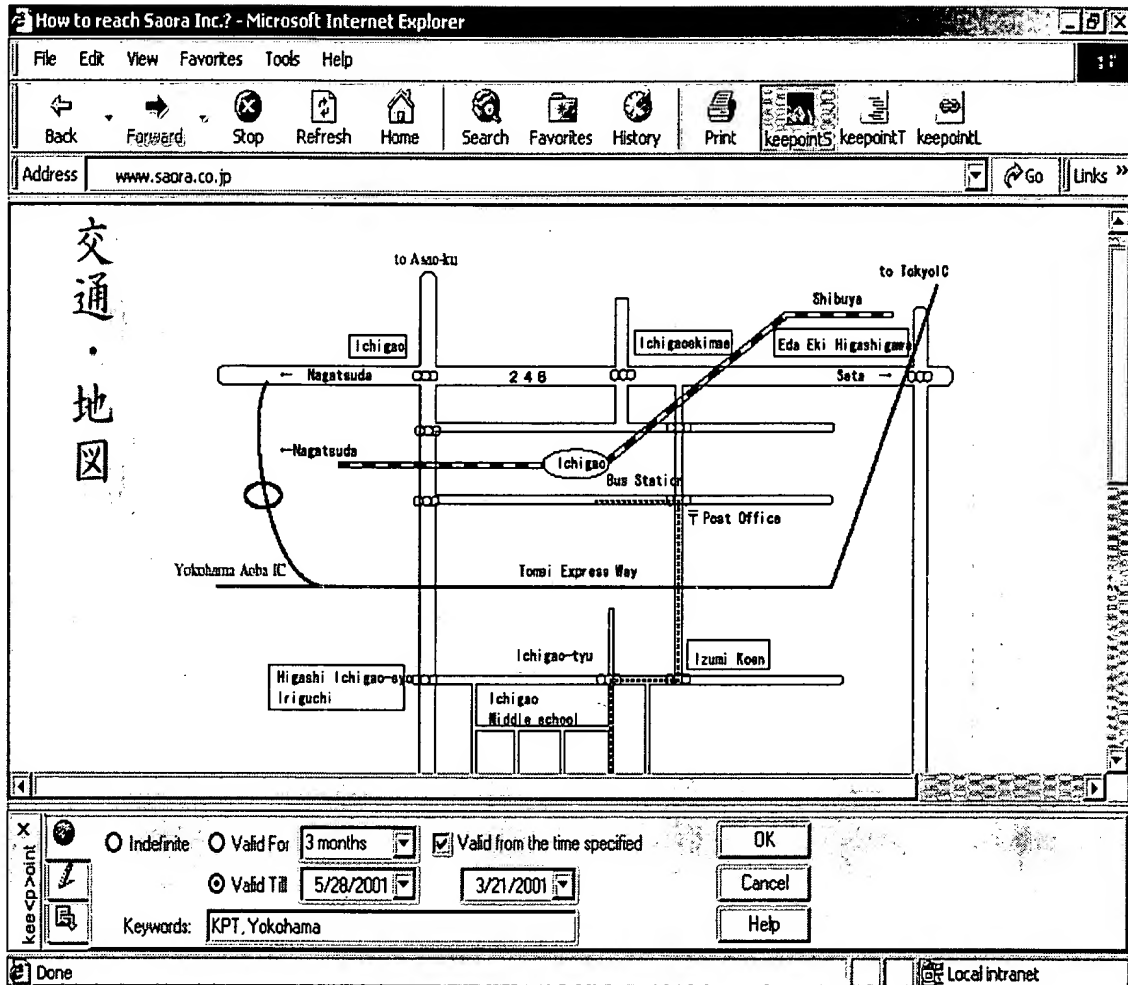 How to reach Saora Inc.? - Microsoft Internet Explorer
File Edit View Favorites Tools Help
Back Forward Stop Refresh Home Search Favorites History Print keepointS keepointT keepointL
Address www.saora.co.jp Go Links »
交通・地図
to Asao-ku
to TokyoIC
Shibuya
Ichigao
Ichigaoekimae
Eda Eki Higashigawa
← Nagatsuda
246
Seta →
←Nagatsuda
Ichigao
Bus Station
〒Post Office
Yokohama Aoba IC
Tomei Express Way
Ichigao-tyu
Izumi Koen
Higashi Ichigao-syo
Iriguchi
Ichigao
Middle school
kee<p>oint
Indefinite Valid For 3 months Valid from the time specified OK
Valid Till 5/28/2001 3/21/2001 Cancel
Keywords: KPT, Yokohama Help
Done Local intranet